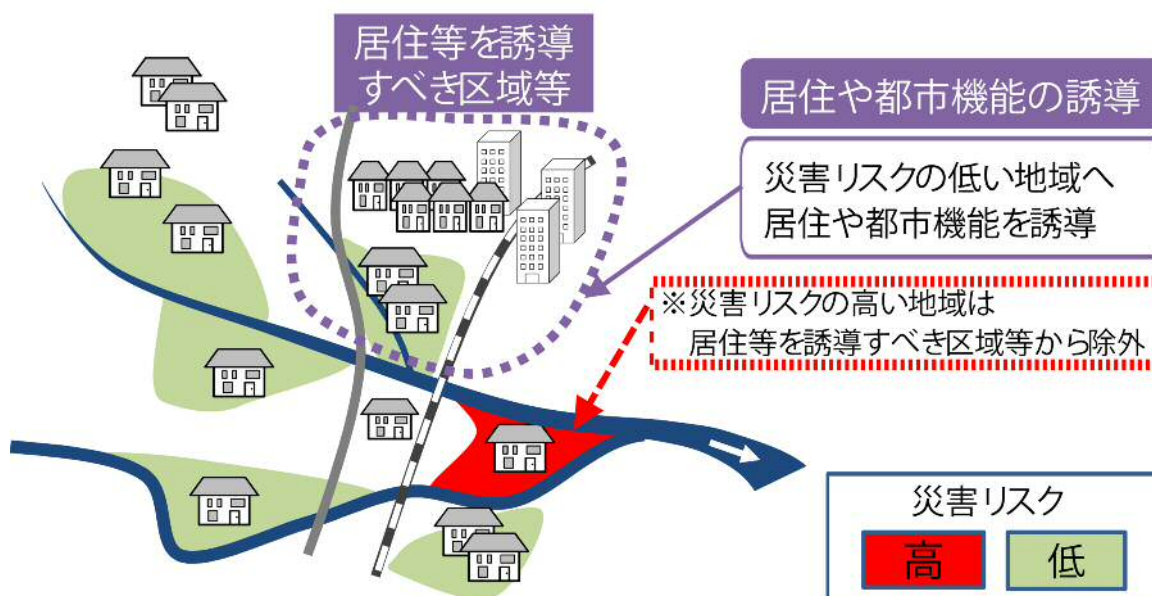 居住等を誘導
すべき区域等
居住や都市機能の誘導
災害リスクの低い地域へ
居住や都市機能を誘導
※災害リスクの高い地域は
居住等を誘導すべき区域等から除外
災害リスク
高
低